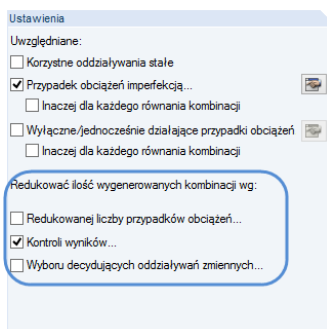 Ustawienia
Uwzględniane:
Korzystne oddziaływania stałe
Przypadek obciążeń imperfekcją...
Inaczej dla każdego równania kombinacji
Wyłączne/jednocześnie działające przypadki obciążeń
Inaczej dla każdego równania kombinacji
Redukować ilość wygenerowanych kombinacji wg:
Redukowanej liczby przypadków obciążeń...
Kontroli wyników...
Wyboru decydujących oddziaływań zmiennych...